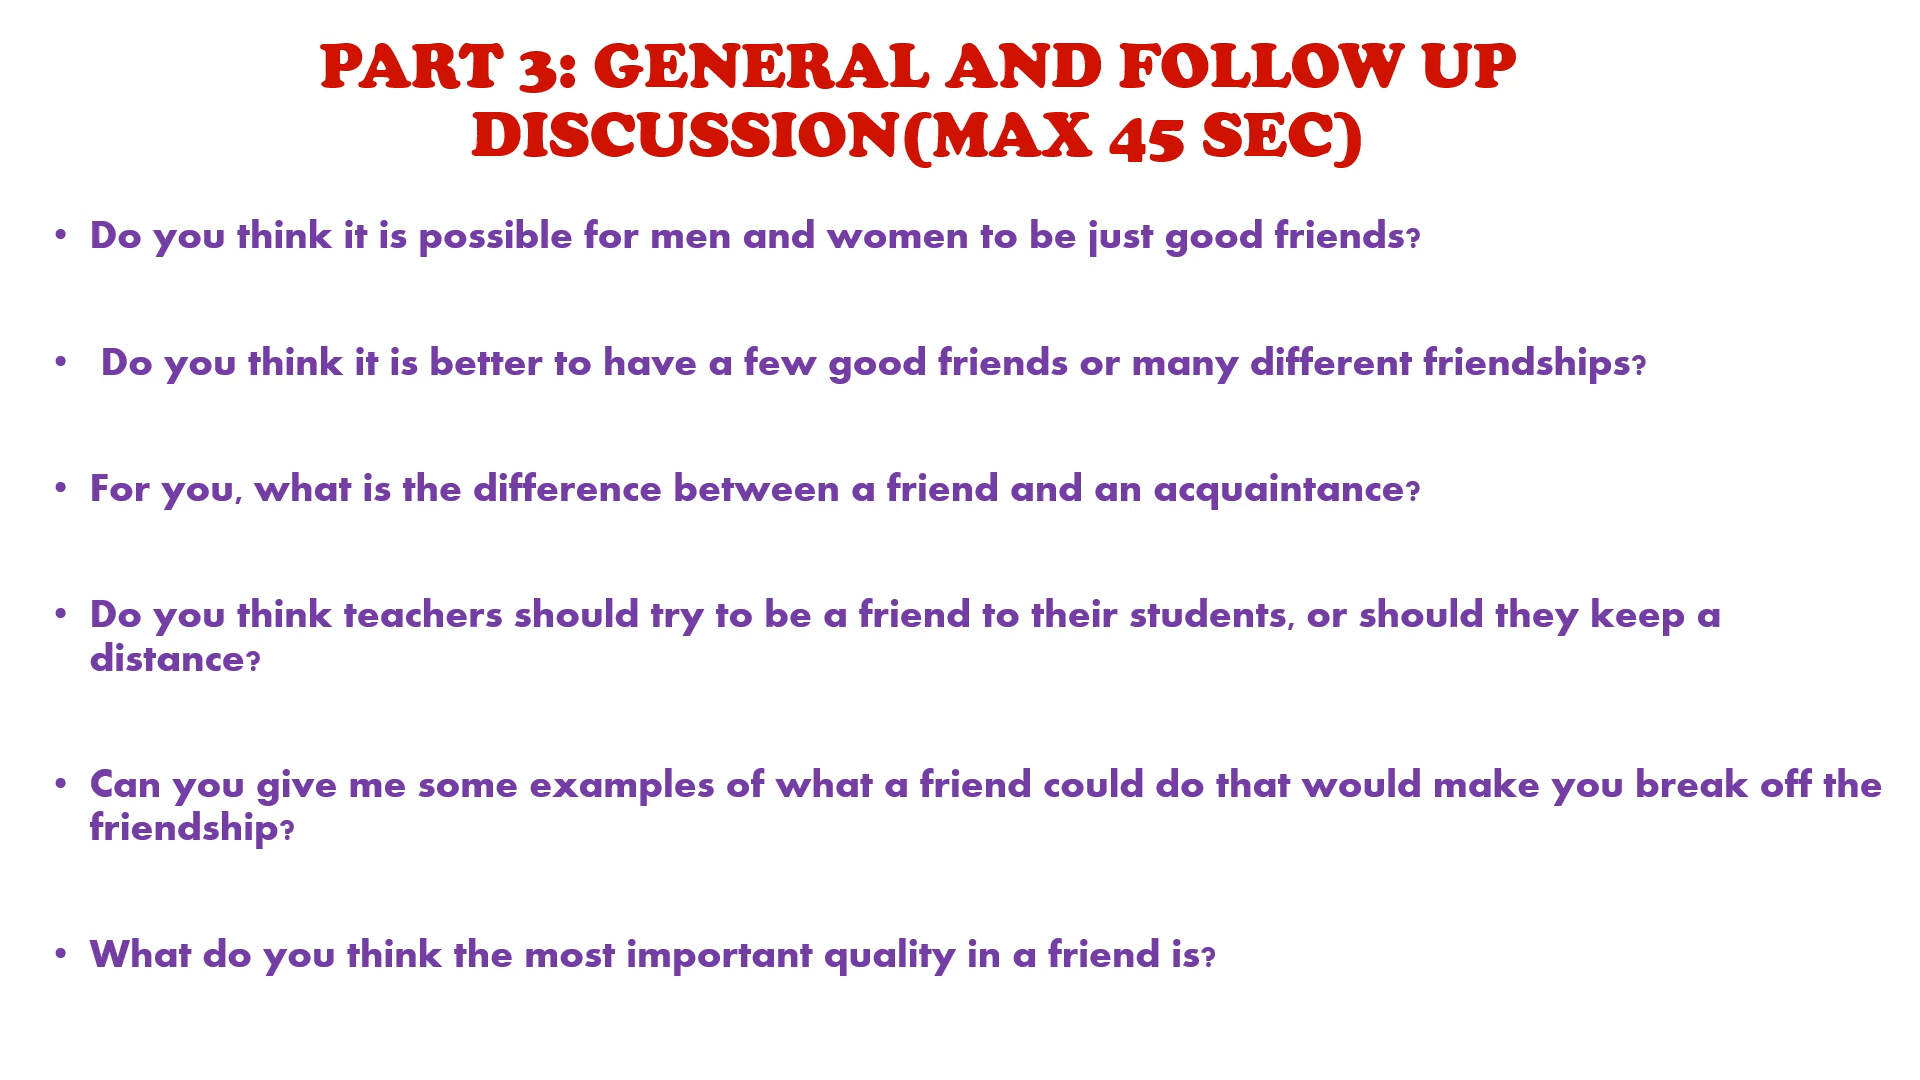 PART 3: GENERAL AND FOLLOW UP
DISCUSSION(MAX 45 SEC)
• Do you think it is possible for men and women to be just good friends?
• Do you think it is better to have a few good friends or many different friendships?
• For you, what is the difference between a friend and an acquaintance?
• Do you think teachers should try to be a friend to their students, or should they keep a
distance?
• Can you give me some examples of what a friend could do that would make you break off the
friendship?
• What do you think the most important quality in a friend is?